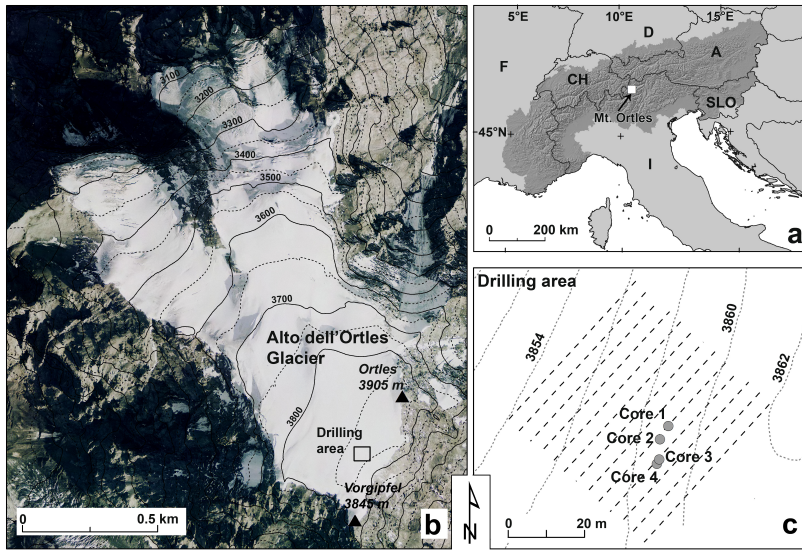 3100
3200
3300
3400
3500
3600
3700
Alto dell'Ortles
Glacier
Ortles
3905 m
3800
Drilling
area
Vorgipfel
3845 m
0 0.5 km
b
N
5°E 10°E 15°E
D
F
A
CH
SLO
Mt. Ortles
45°N
I
0 200 km
a
Drilling area
3854
3860
3862
Core 1
Core 2
Core 3
Core 4
0 20 m
c